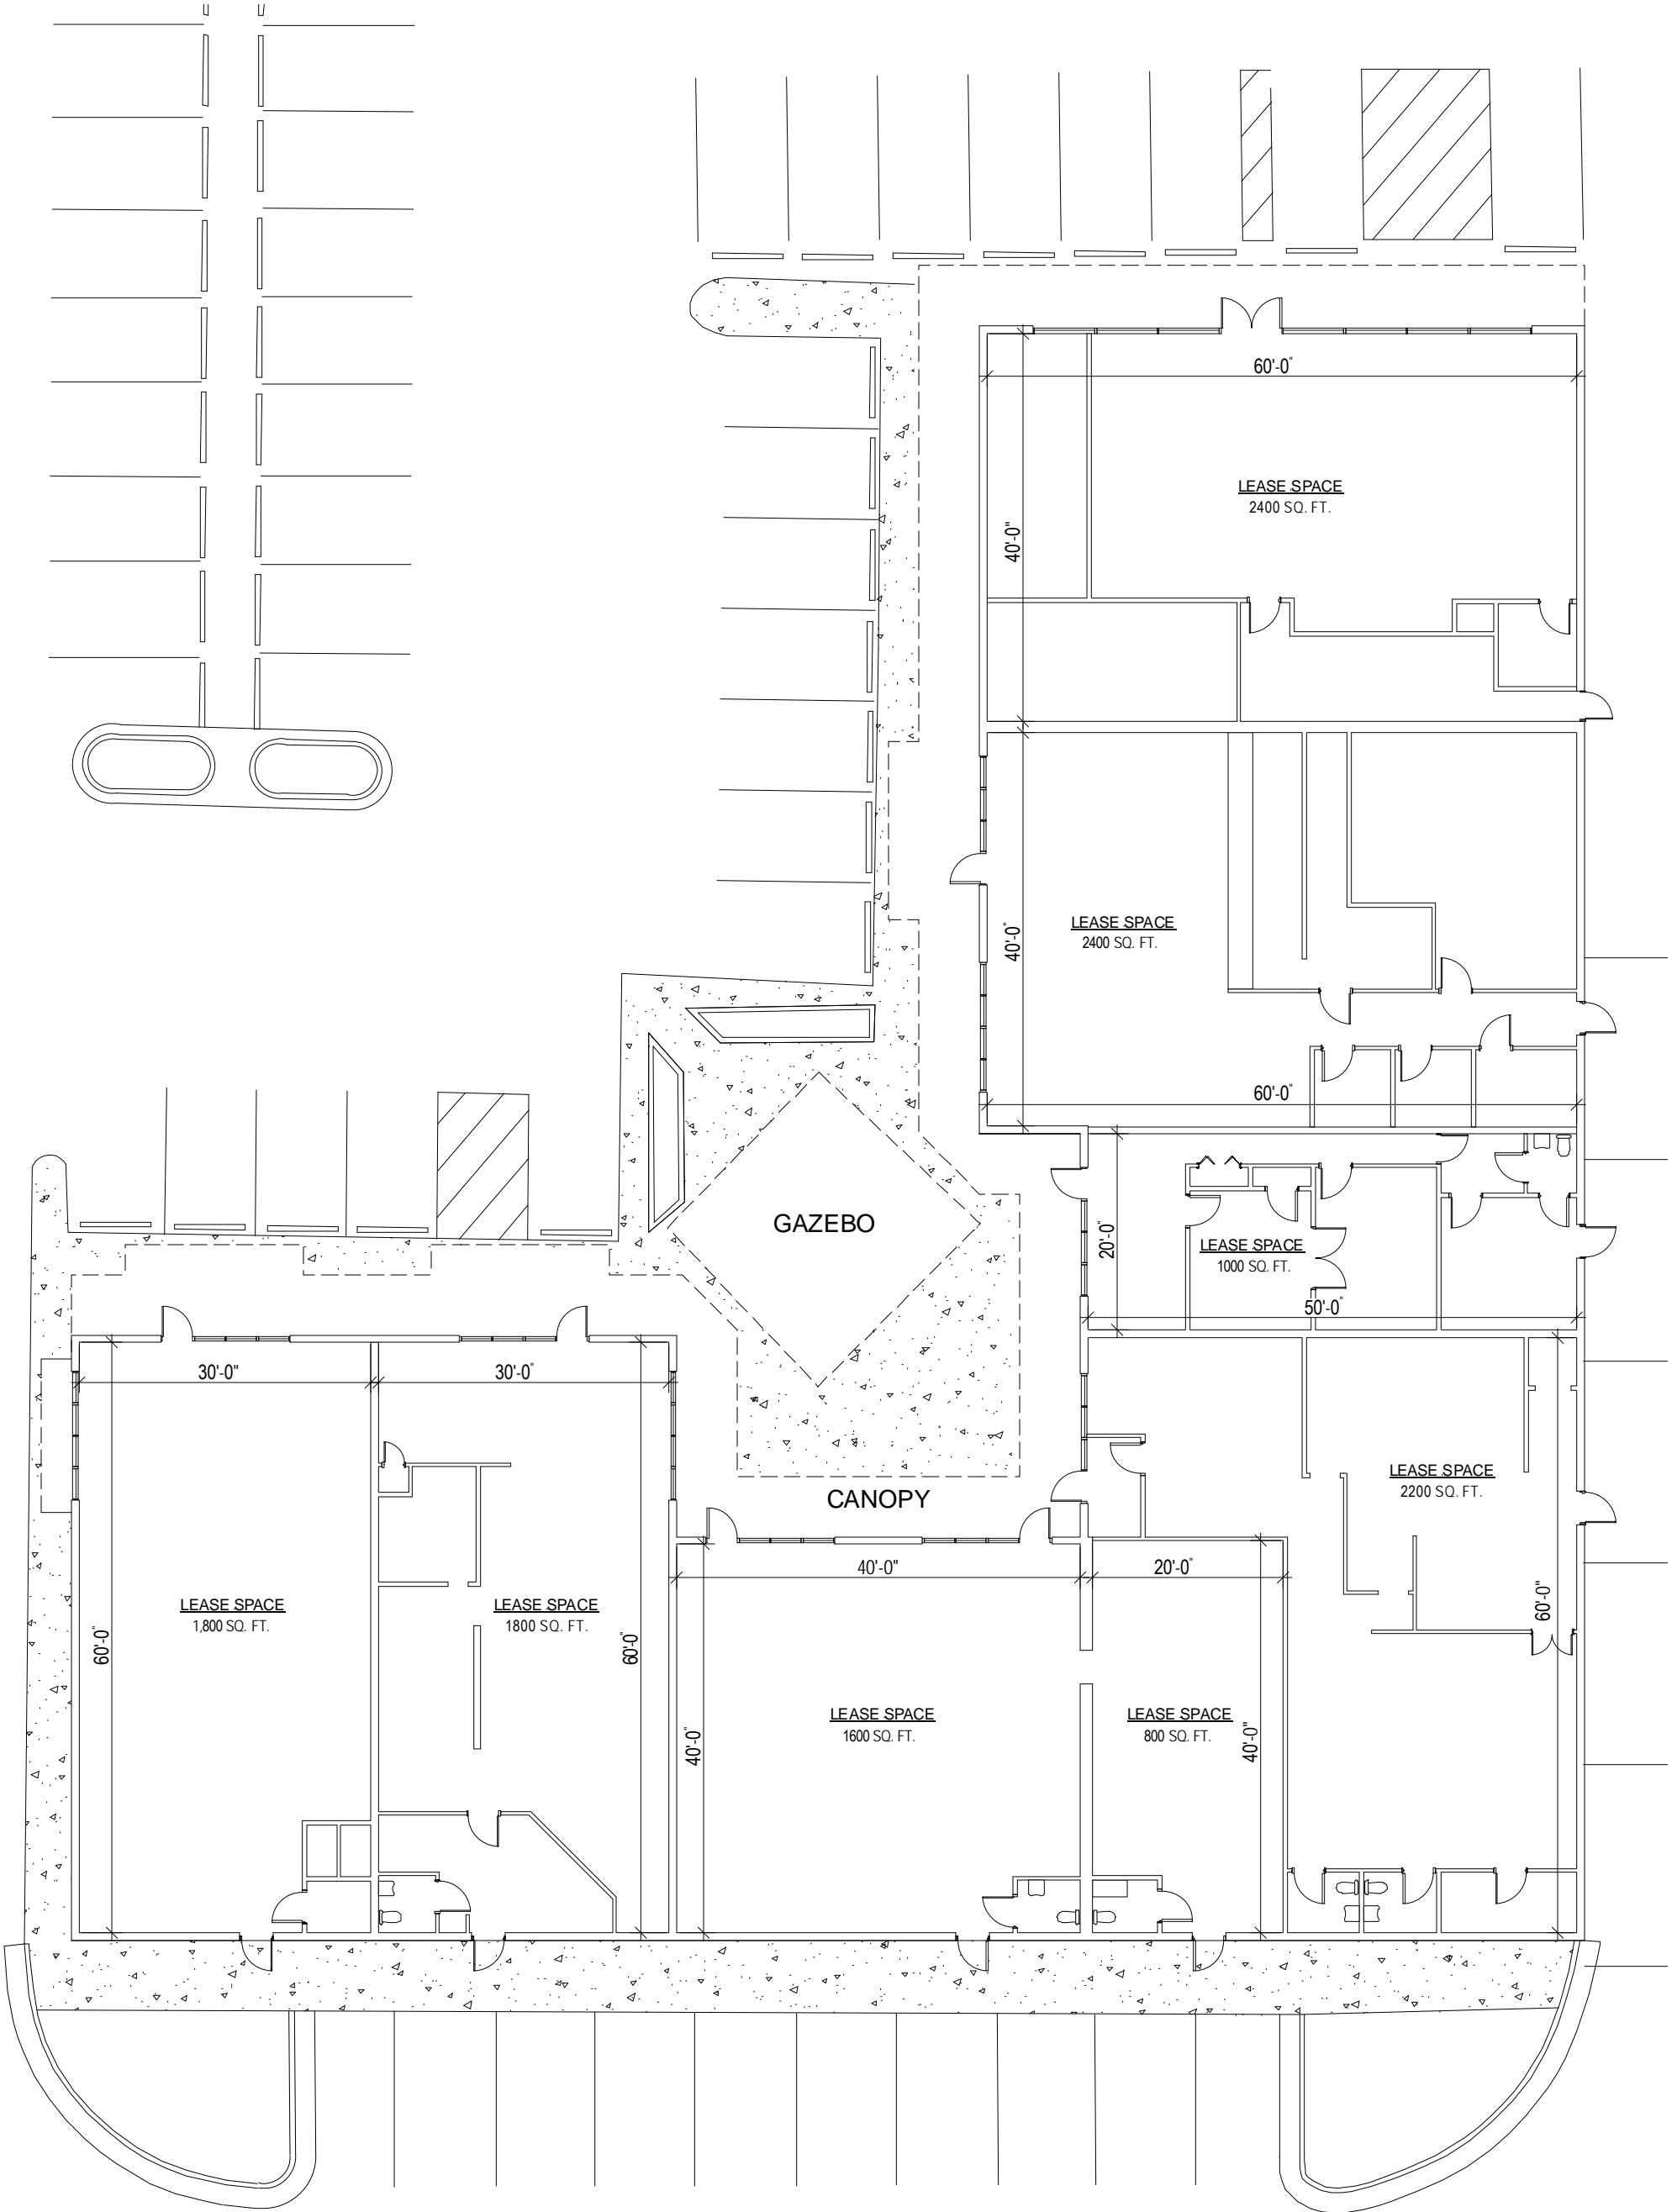 60'-0"
LEASE SPACE
2400 SQ. FT.
40'-0"
LEASE SPACE
2400 SQ. FT.
40'-0"
60'-0"
GAZEBO
20'-0"
LEASE SPACE
1000 SQ. FT.
50'-0"
30'-0"
30'-0"
LEASE SPACE
2200 SQ. FT.
CANOPY
40'-0"
20'-0"
LEASE SPACE
1,800 SQ. FT.
LEASE SPACE
1800 SQ. FT.
60'-0"
60'-0"
60'-0"
LEASE SPACE
1600 SQ. FT.
LEASE SPACE
800 SQ. FT.
40'-0"
40'-0"